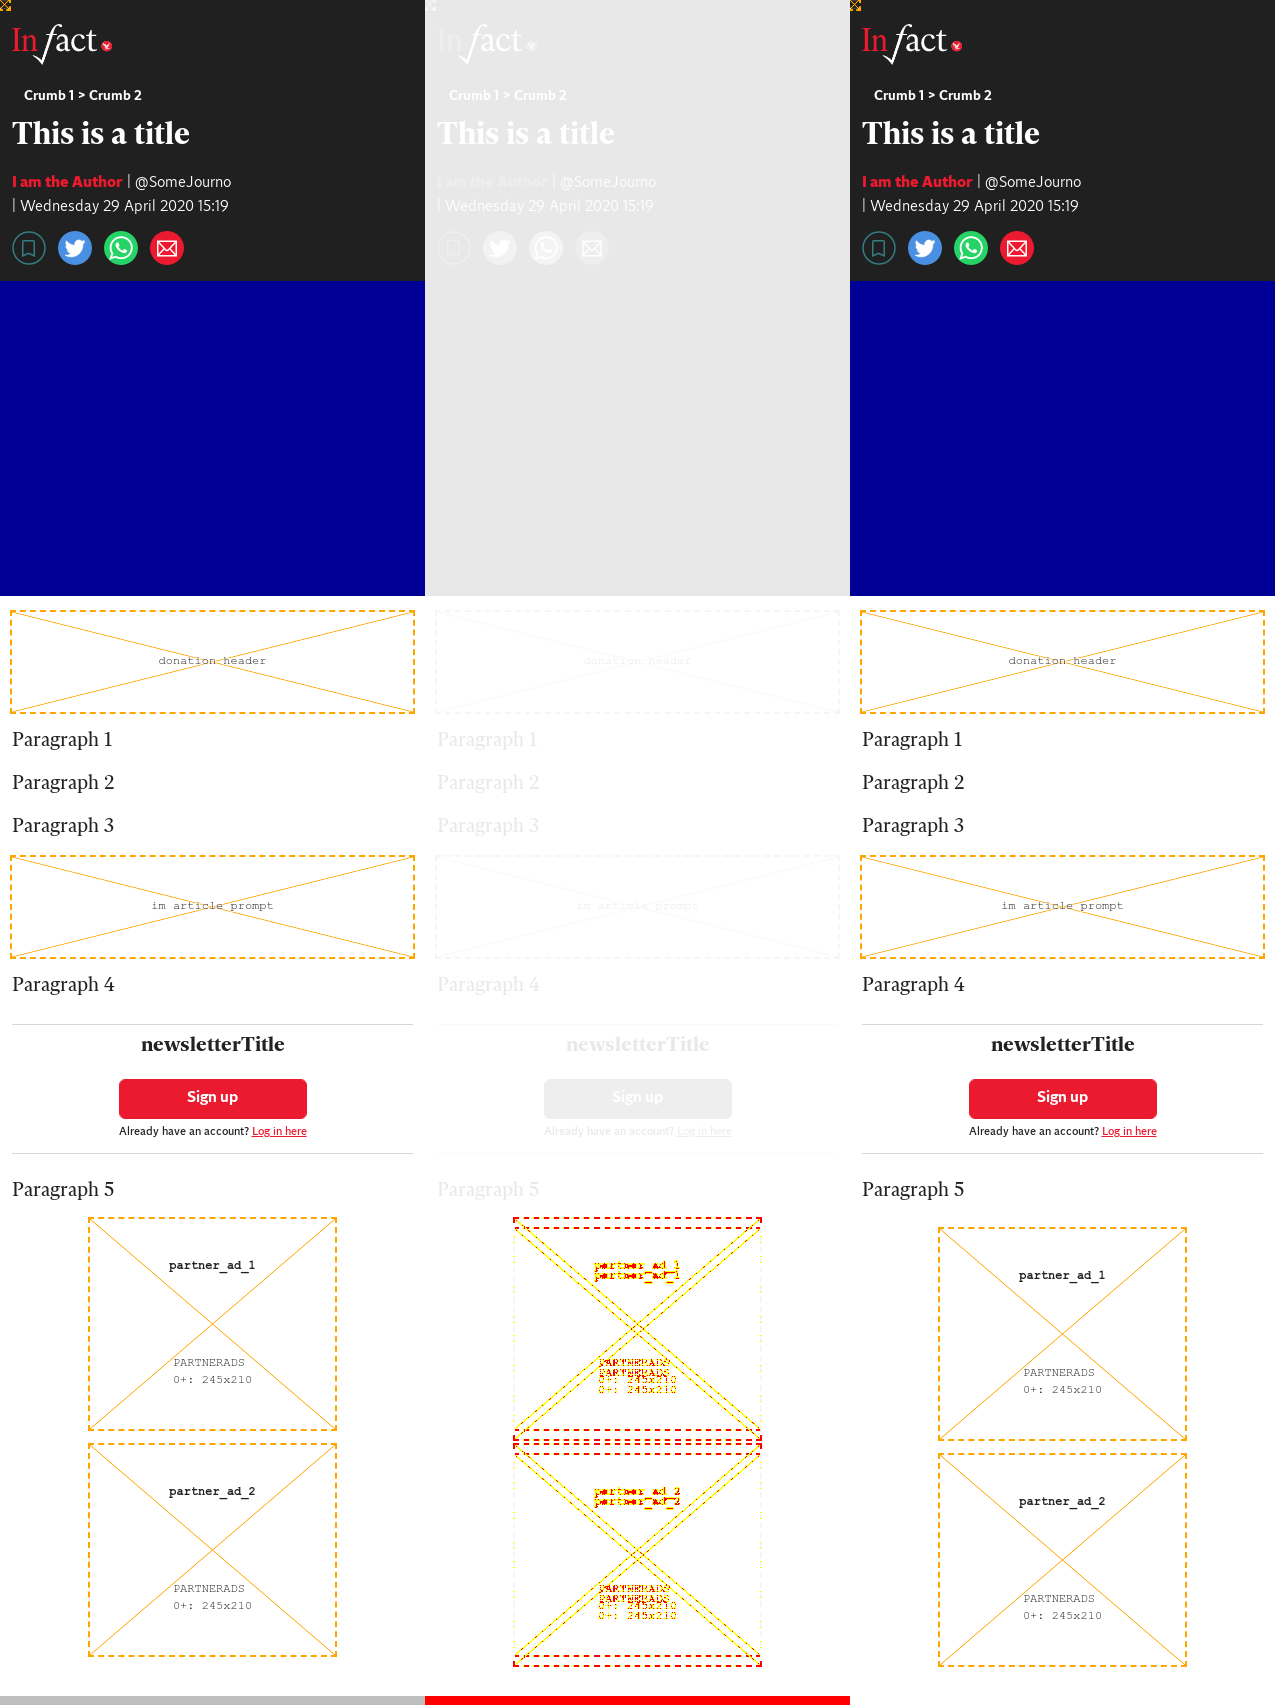 In fact
Crumb 1 > Crumb 2
This is a title
I am the Author | @SomeJourno
| Wednesday 29 April 2020 15:19
donation header
Paragraph 1
Paragraph 2
Paragraph 3
im article prompt
Paragraph 4
newsletterTitle
Sign up
Already have an account? Log in here
Paragraph 5
partner_ad_1
PARTNERADS
0+: 245x210
partner_ad_2
PARTNERADS
0+: 245x210
In fact
Crumb 1 > Crumb 2
This is a title
I am the Author | @SomeJourno
| Wednesday 29 April 2020 15:19
donation header
Paragraph 1
Paragraph 2
Paragraph 3
im article prompt
Paragraph 4
newsletterTitle
Sign up
Already have an account? Log in here
Paragraph 5
partner_ad_1
partner_ad_1
PARTNERADS
PARTNERADS
0+: 245x210
0+: 245x210
partner_ad_2
partner_ad_2
PARTNERADS
PARTNERADS
0+: 245x210
0+: 245x210
In fact
Crumb 1 > Crumb 2
This is a title
I am the Author | @SomeJourno
| Wednesday 29 April 2020 15:19
donation header
Paragraph 1
Paragraph 2
Paragraph 3
im article prompt
Paragraph 4
newsletterTitle
Sign up
Already have an account? Log in here
Paragraph 5
partner_ad_1
PARTNERADS
0+: 245x210
partner_ad_2
PARTNERADS
0+: 245x210